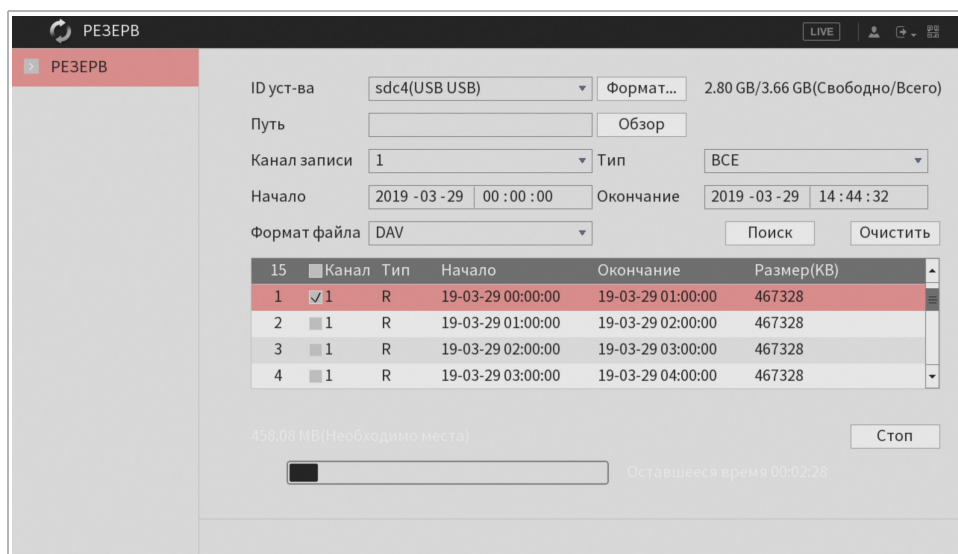 РЕЗЕРВ LIVE
РЕЗЕРВ
ID уст-ва sdc4(USB USB) Формат... 2.80 GB/3.66 GB(Свободно/Всего)
Путь Обзор
Канал записи 1 Тип ВСЕ
Начало 2019 -03 -29 00 : 00 : 00 Окончание 2019 -03 -29 14 : 44 : 32
Формат файла DAV Поиск Очистить
15 Канал Тип Начало Окончание Размер(KB)
1 1 R 19-03-29 00:00:00 19-03-29 01:00:00 467328
2 1 R 19-03-29 01:00:00 19-03-29 02:00:00 467328
3 1 R 19-03-29 02:00:00 19-03-29 03:00:00 467328
4 1 R 19-03-29 03:00:00 19-03-29 04:00:00 467328
458.08 MB(Необходимо места) Стоп
Оставшееся время 00:02:28